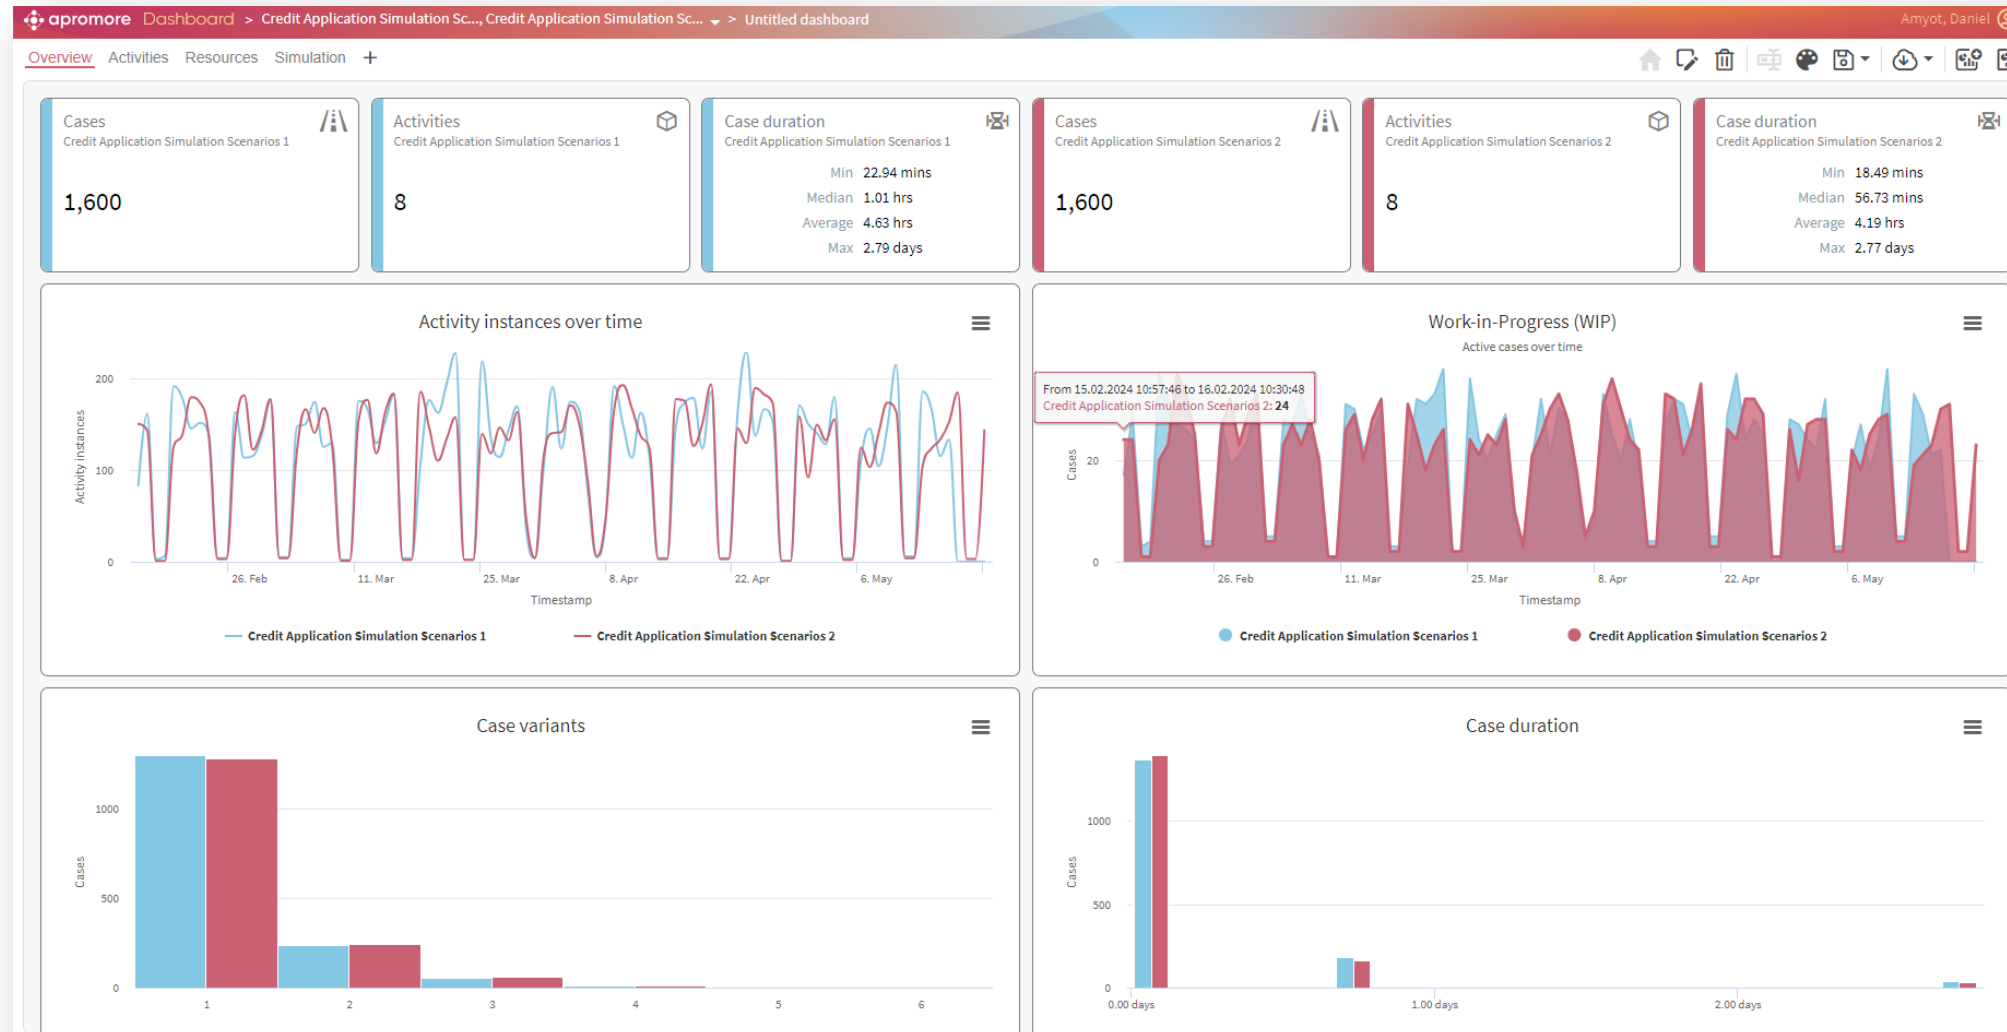 apromore Dashboard > Credit Application Simulation Sc..., Credit Application Simulation Sc... > Untitled dashboard
Amyot, Daniel
Overview Activities Resources Simulation +
Cases
Credit Application Simulation Scenarios 1
1,600
Activities
Credit Application Simulation Scenarios 1
8
Case duration
Credit Application Simulation Scenarios 1
Min 22.94 mins
Median 1.01 hrs
Average 4.63 hrs
Max 2.79 days
Cases
Credit Application Simulation Scenarios 2
1,600
Activities
Credit Application Simulation Scenarios 2
8
Case duration
Credit Application Simulation Scenarios 2
Min 18.49 mins
Median 56.73 mins
Average 4.19 hrs
Max 2.77 days
Activity instances over time
Activity instances
200
100
0
26. Feb 11. Mar 25. Mar 8. Apr 22. Apr 6. May
Timestamp
Credit Application Simulation Scenarios 1 Credit Application Simulation Scenarios 2
Work-in-Progress (WIP)
Active cases over time
From 15.02.2024 10:57:46 to 16.02.2024 10:30:48
Credit Application Simulation Scenarios 2: 24
Cases
20
0
26. Feb 11. Mar 25. Mar 8. Apr 22. Apr 6. May
Timestamp
Credit Application Simulation Scenarios 1 Credit Application Simulation Scenarios 2
Case variants
Cases
1000
500
0
1 2 3 4 5 6
Case duration
Cases
1000
500
0
0.00 days 1.00 days 2.00 days